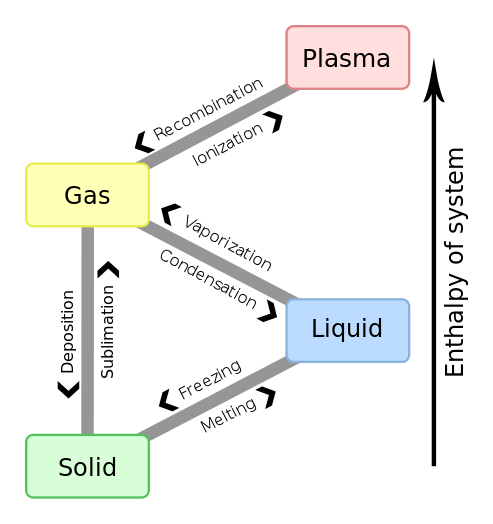 Plasma
Recombination
Ionization
Gas
Vaporization
Condensation
Enthalpy of system
Deposition
Sublimation
Liquid
Freezing
Melting
Solid